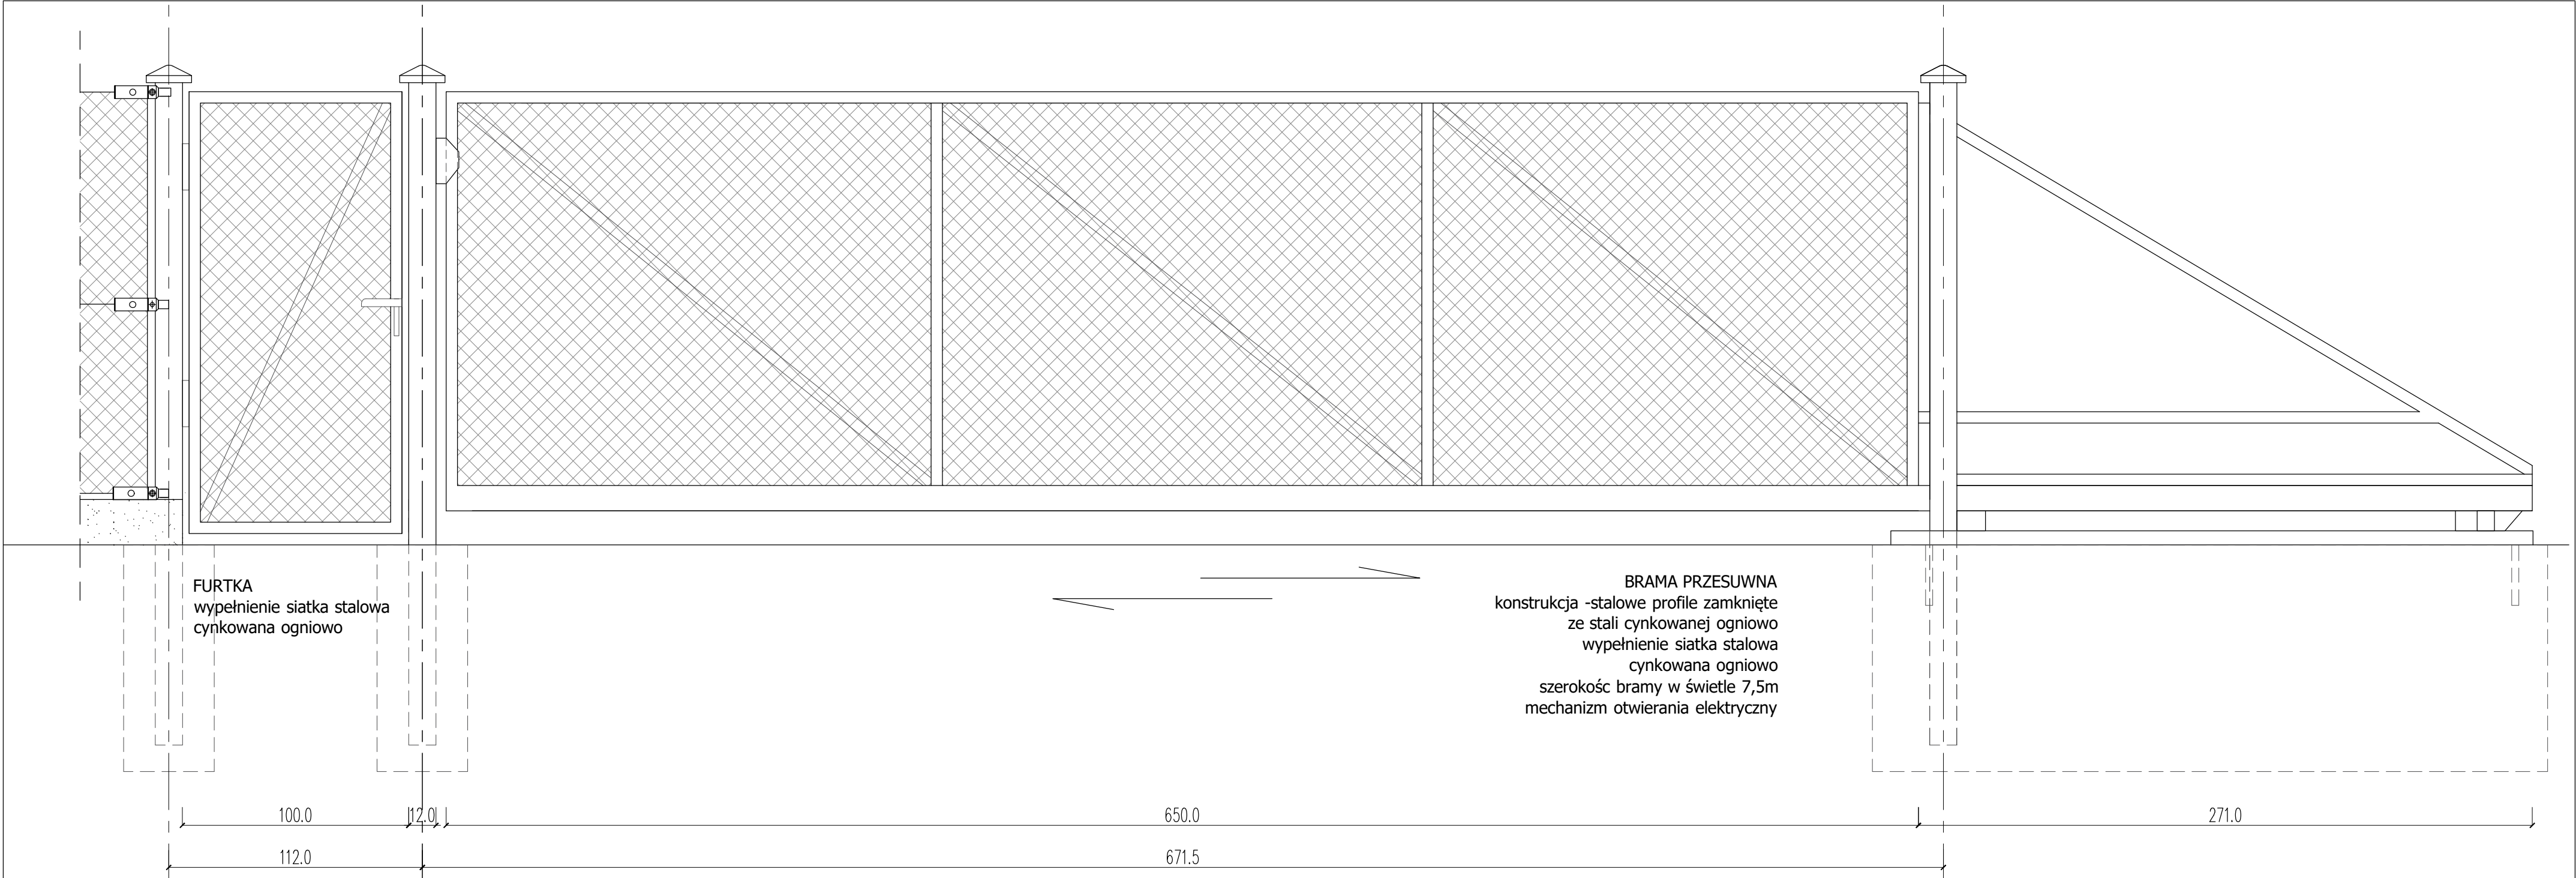 FURTKA
wypełnienie siatka stalowa
cynkowana ogniowo
BRAMA PRZESUWNA
konstrukcja -stalowe profile zamknięte
ze stali cynkowanej ogniowo
wypełnienie siatka stalowa
cynkowana ogniowo
szerokośc bramy w świetle 7,5m
mechanizm otwierania elektryczny
100.0
12.0
650.0
271.0
112.0
671.5